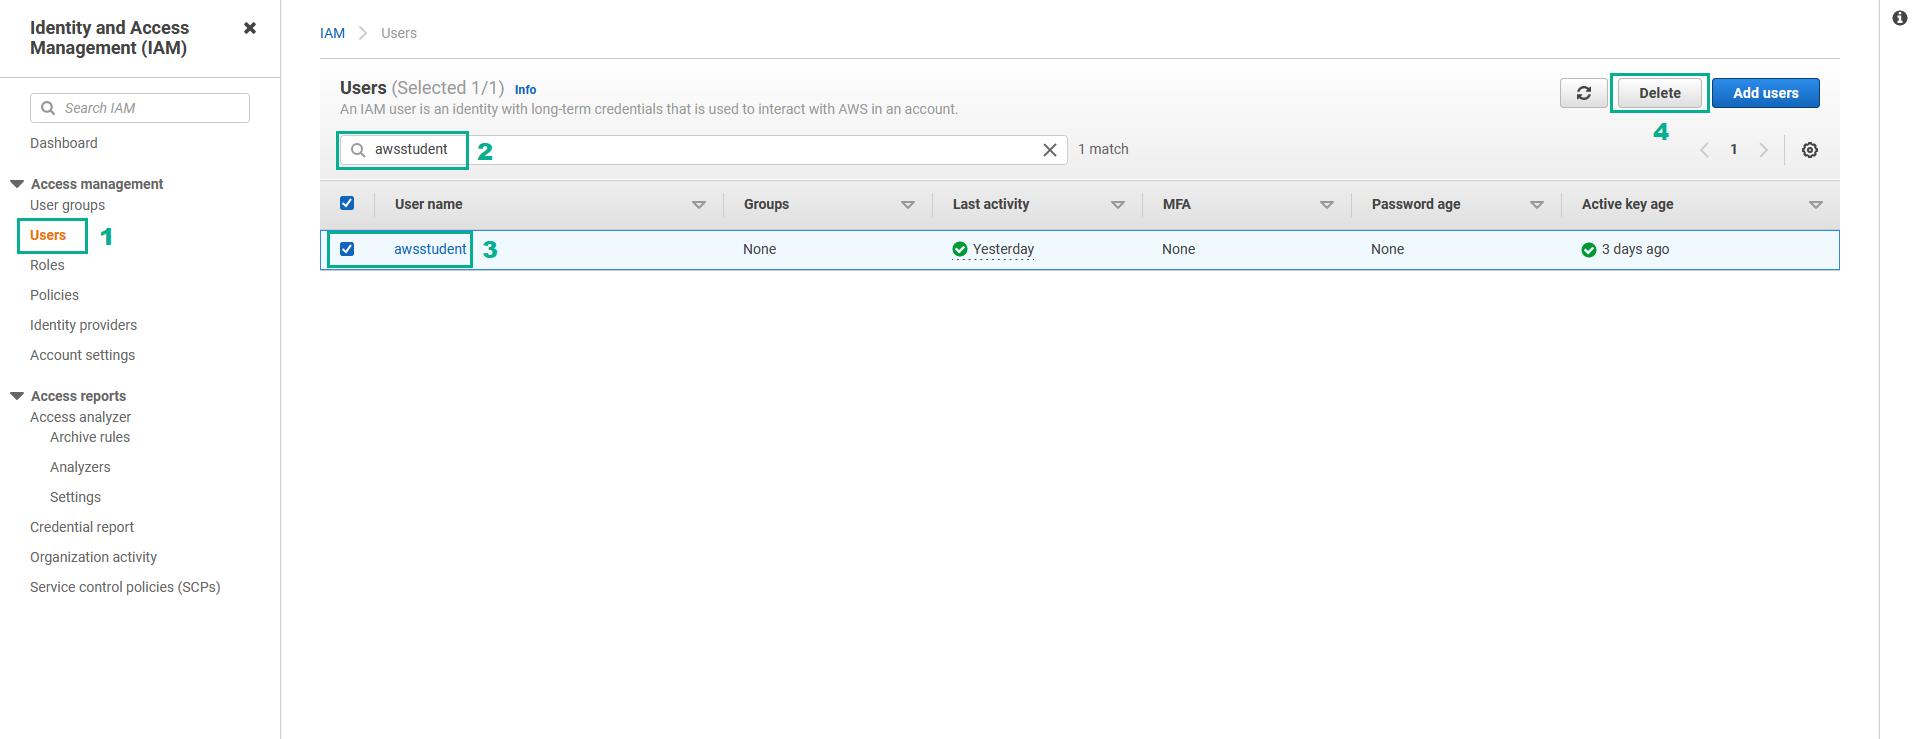 Identity and Access
Management (IAM)
Search IAM
Dashboard
Access management
User groups
Users 1
Roles
Policies
Identity providers
Account settings
Access reports
Access analyzer
Archive rules
Analyzers
Settings
Credential report
Organization activity
Service control policies (SCPs)
IAM Users
Users (Selected 1/1) Info
An IAM user is an identity with long-term credentials that is used to interact with AWS in an account.
Delete Add users
4
awsstudent 2 1 match 1
User name Groups Last activity MFA Password age Active key age
awsstudent 3 None Yesterday None None 3 days ago